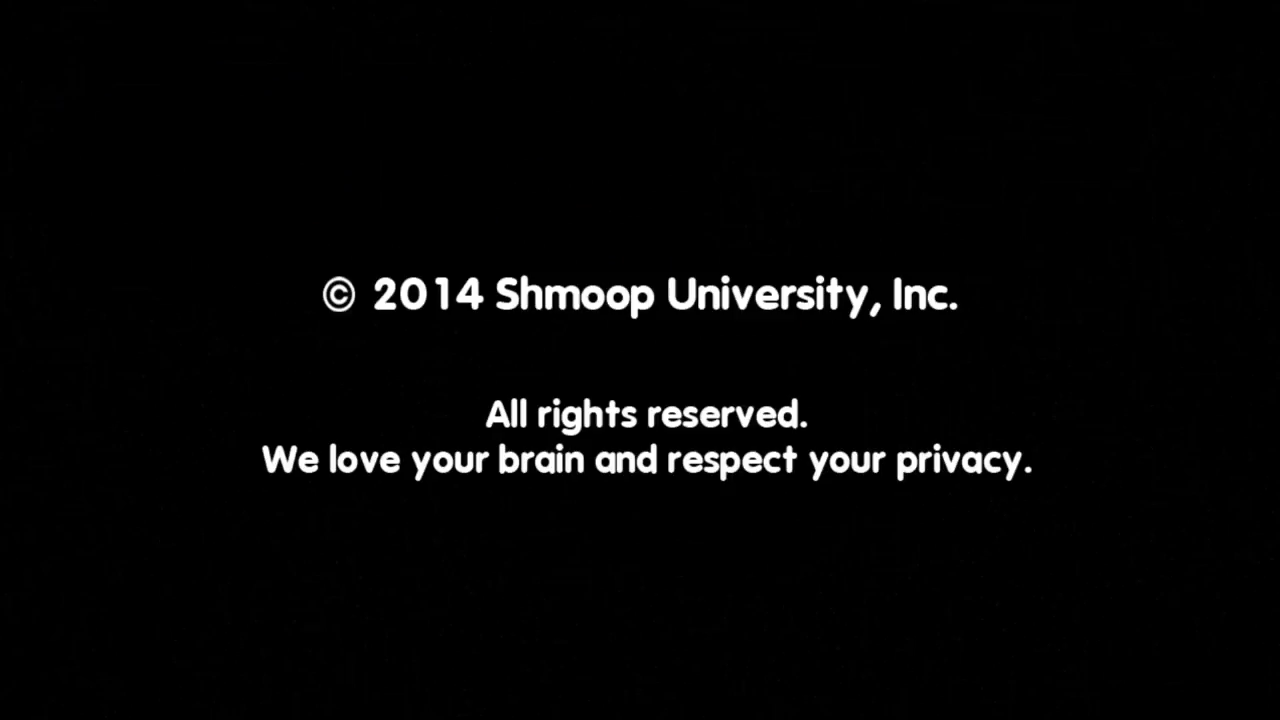 © 2014 Shmoop University, Inc.
All rights reserved.
We love your brain and respect your privacy.